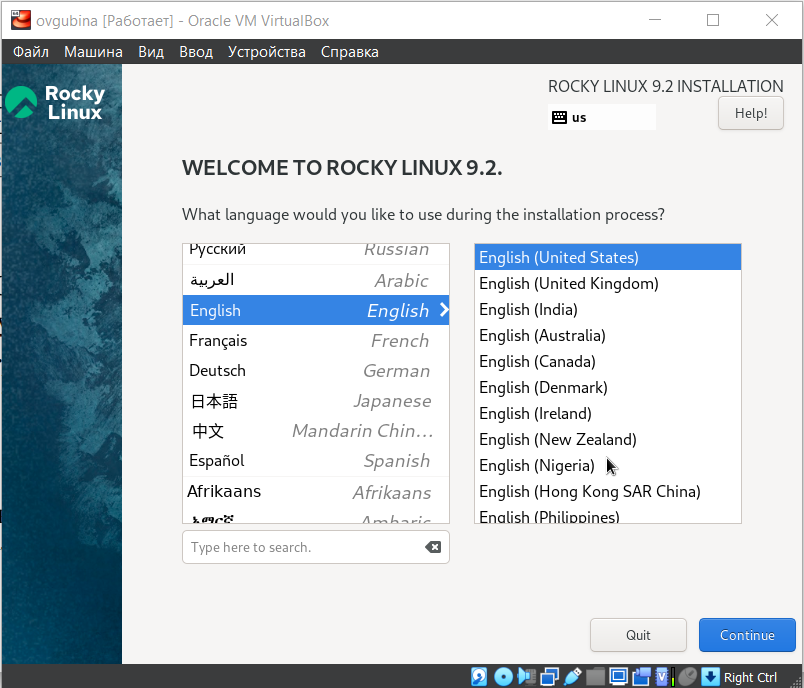 ovgubina [Работает] - Oracle VM VirtualBox
Файл Машина Вид Ввод Устройства Справка
Rocky
Linux
ROCKY LINUX 9.2 INSTALLATION
us
Help!
WELCOME TO ROCKY LINUX 9.2.
What language would you like to use during the installation process?
Русский Russian
العربية Arabic
English English
Français French
Deutsch German
日本語 Japanese
中文 Mandarin Chin...
Español Spanish
Afrikaans Afrikaans
አማርኛ Amharic
Type here to search.
English (United States)
English (United Kingdom)
English (India)
English (Australia)
English (Canada)
English (Denmark)
English (Ireland)
English (New Zealand)
English (Nigeria)
English (Hong Kong SAR China)
English (Philippines)
Quit
Continue
Right Ctrl